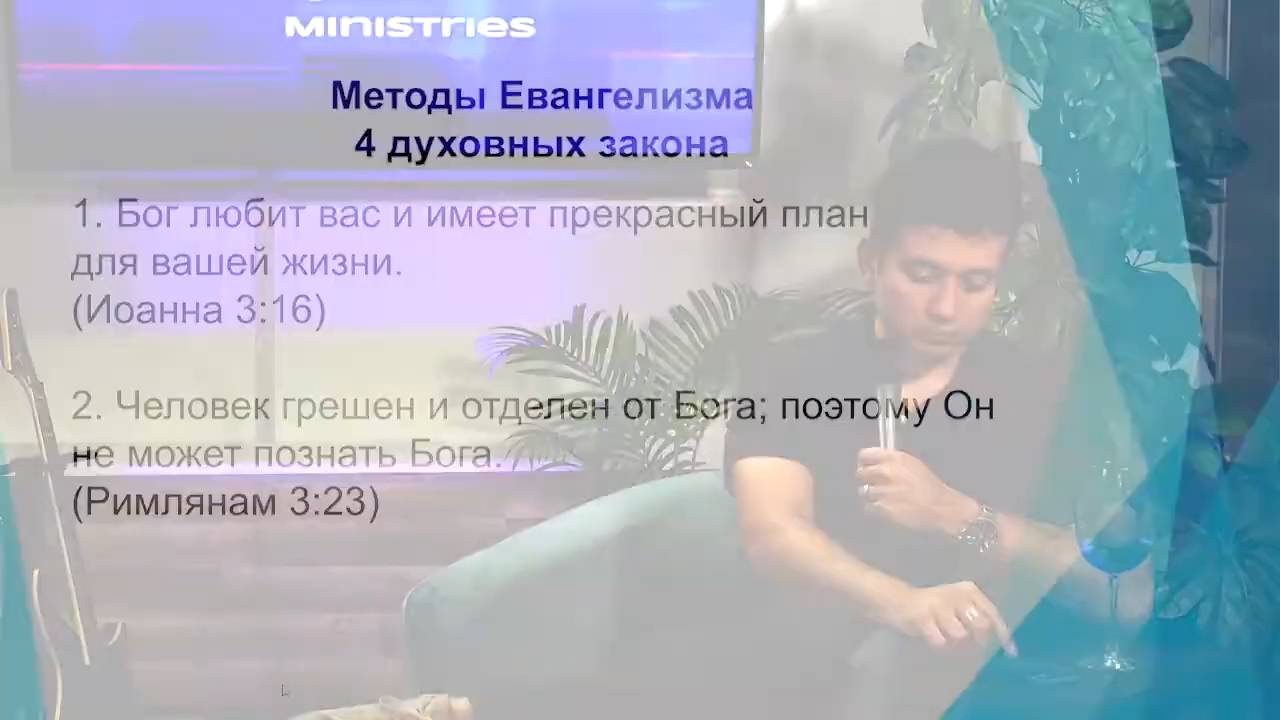 MINISTRIES
Методы Евангелизма
4 духовных закона
1. Бог любит вас и имеет прекрасный план
для вашей жизни.
(Иоанна 3:16)
2. Человек грешен и отделен от Бога; поэтому Он
не может познать Бога.
(Римлянам 3:23)